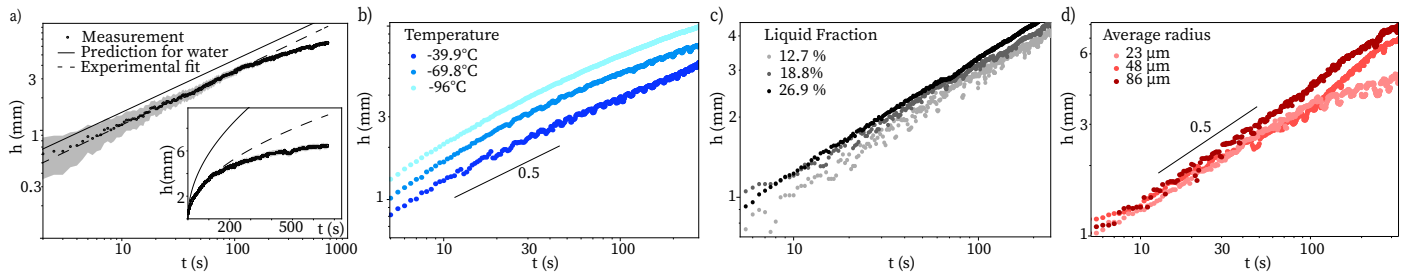 a)
Measurement
Prediction for water
Experimental fit
h (mm)
3
1
0.3
10
100
1000
t (s)
h(mm)
6
2
200
500
t (s)
b)
Temperature
-39.9°C
-69.8°C
-96°C
h (mm)
3
1
0.5
10
30
100
t (s)
c)
Liquid Fraction
12.7 %
18.8%
26.9 %
h (mm)
4
3
2
1
10
100
t (s)
d)
Average radius
23 µm
48 µm
86 µm
h (mm)
6
3
1
0.5
10
30
100
300
t (s)